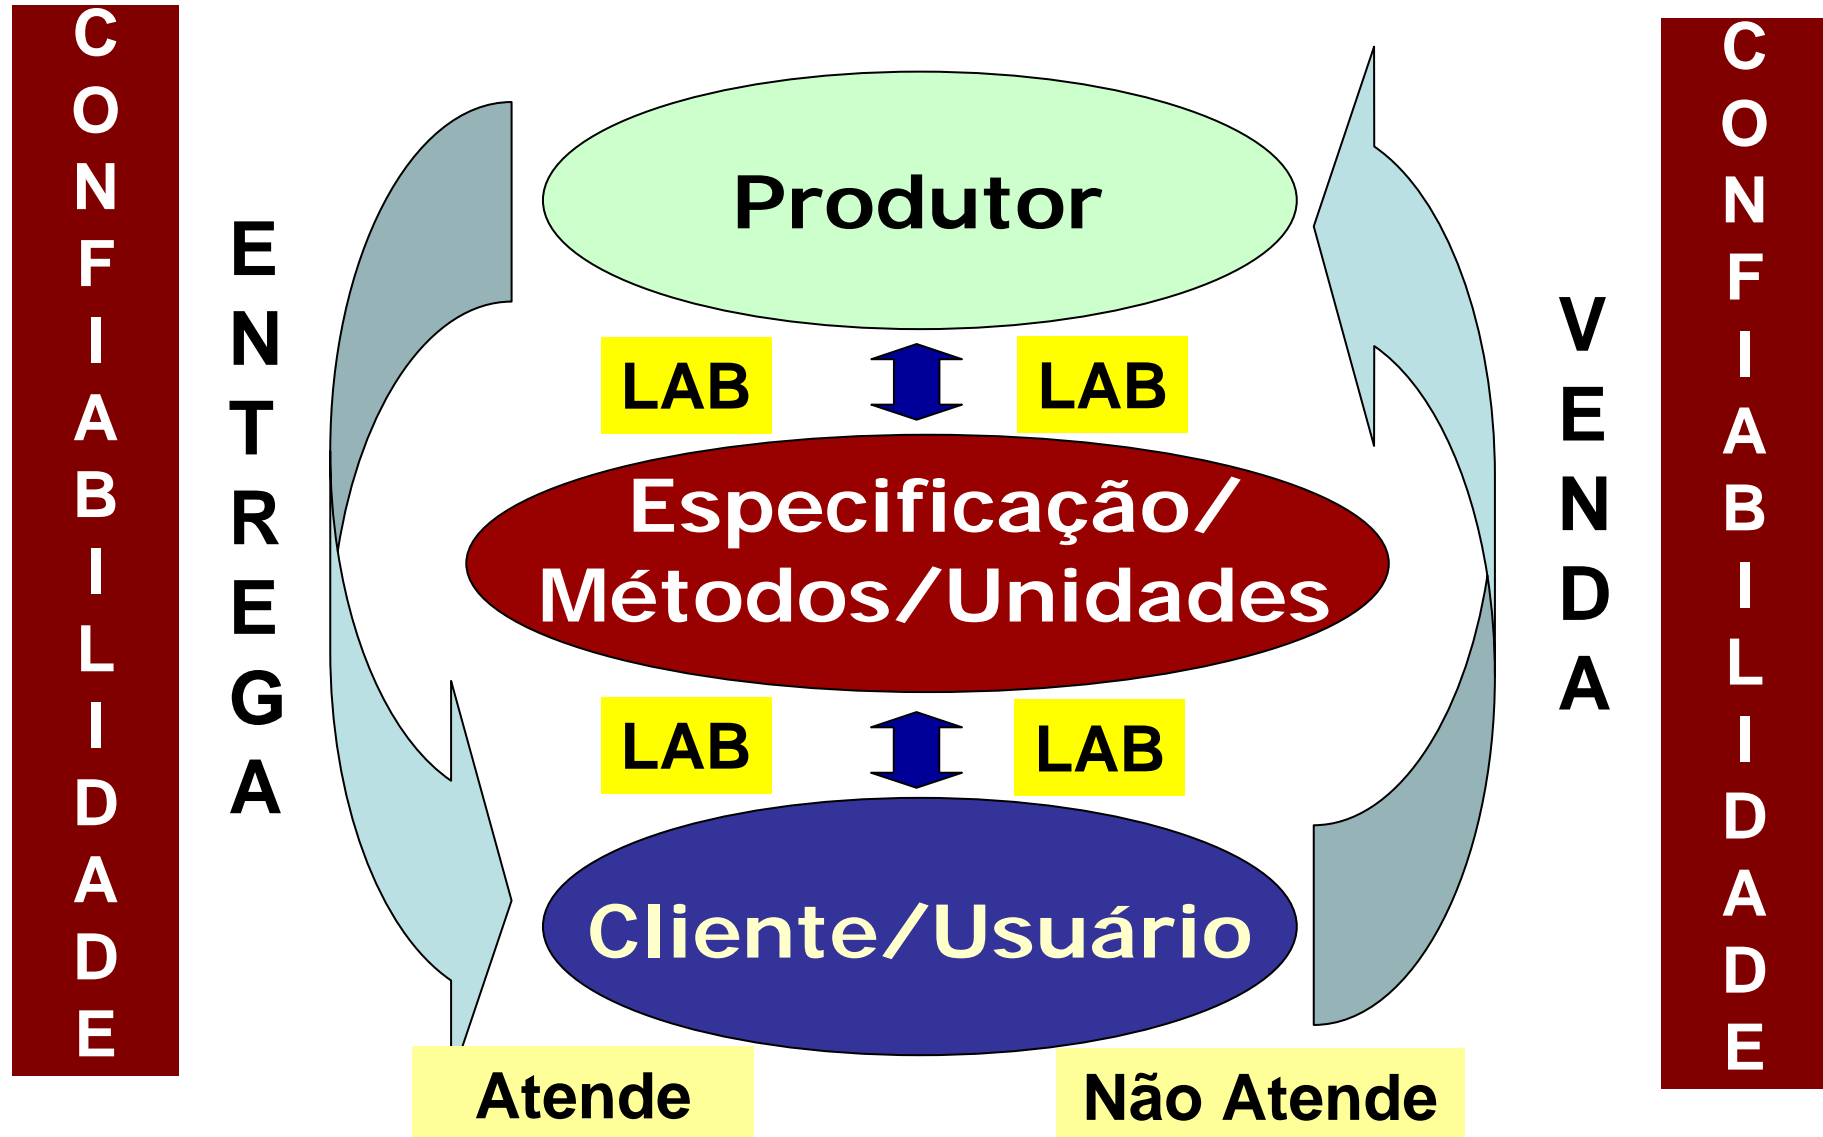 CONFIABILIDADE
ENTREGA
Produtor
LAB
LAB
Especificação/
Métodos/Unidades
LAB
LAB
Cliente/Usuário
Atende
Não Atende
VENDA
CONFIABILIDADE